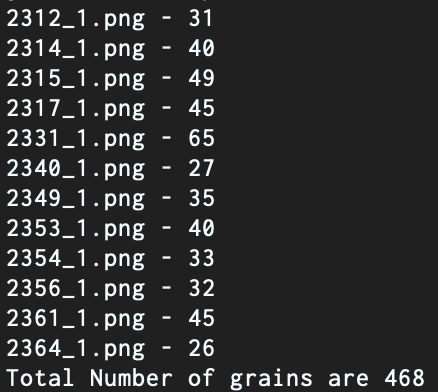 2312_1.png - 31
2314_1.png - 40
2315_1.png - 49
2317_1.png - 45
2331_1.png - 65
2340_1.png - 27
2349_1.png - 35
2353_1.png - 40
2354_1.png - 33
2356_1.png - 32
2361_1.png - 45
2364_1.png - 26
Total Number of grains are 468